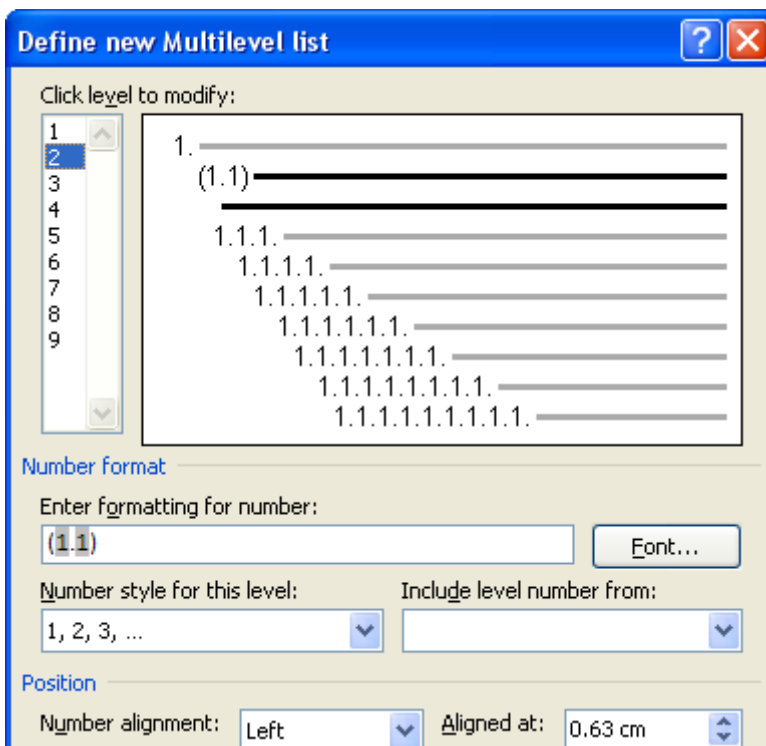 Define new Multilevel list
Click level to modify:
1
2
3
4
5
6
7
8
9
1.
(1.1)
1.1.1.
1.1.1.1.
1.1.1.1.1.
1.1.1.1.1.1.
1.1.1.1.1.1.1.
1.1.1.1.1.1.1.1.
1.1.1.1.1.1.1.1.1.
Number format
Enter formatting for number:
(1.1)
Font...
Number style for this level:
Include level number from:
1, 2, 3, ...
Position
Number alignment:
Left
Aligned at:
0.63 cm